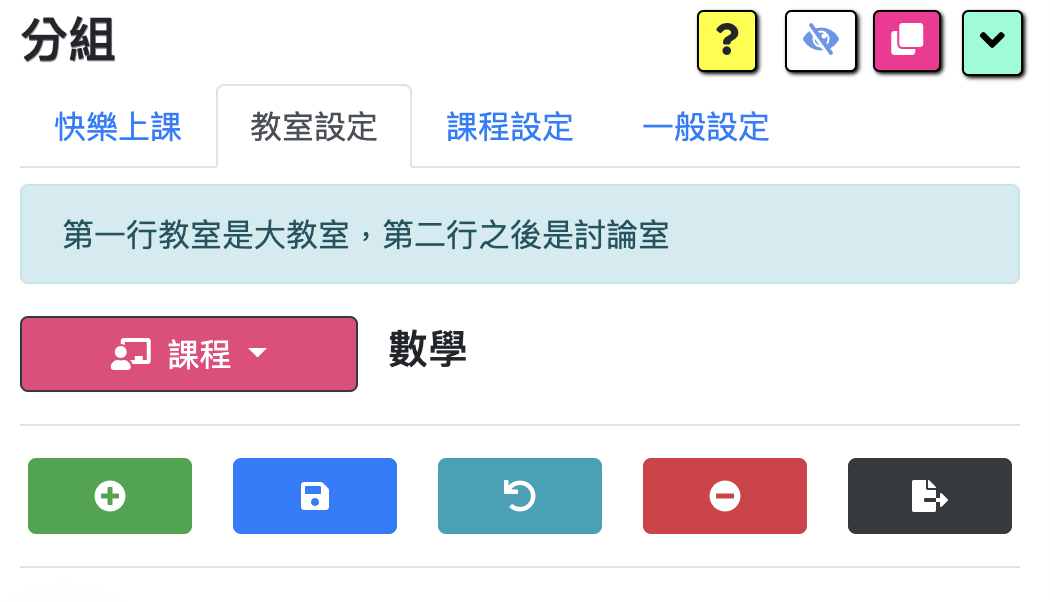 分組
?
快樂上課 教室設定 課程設定 一般設定
第一行教室是大教室，第二行之後是討論室
課程 數學